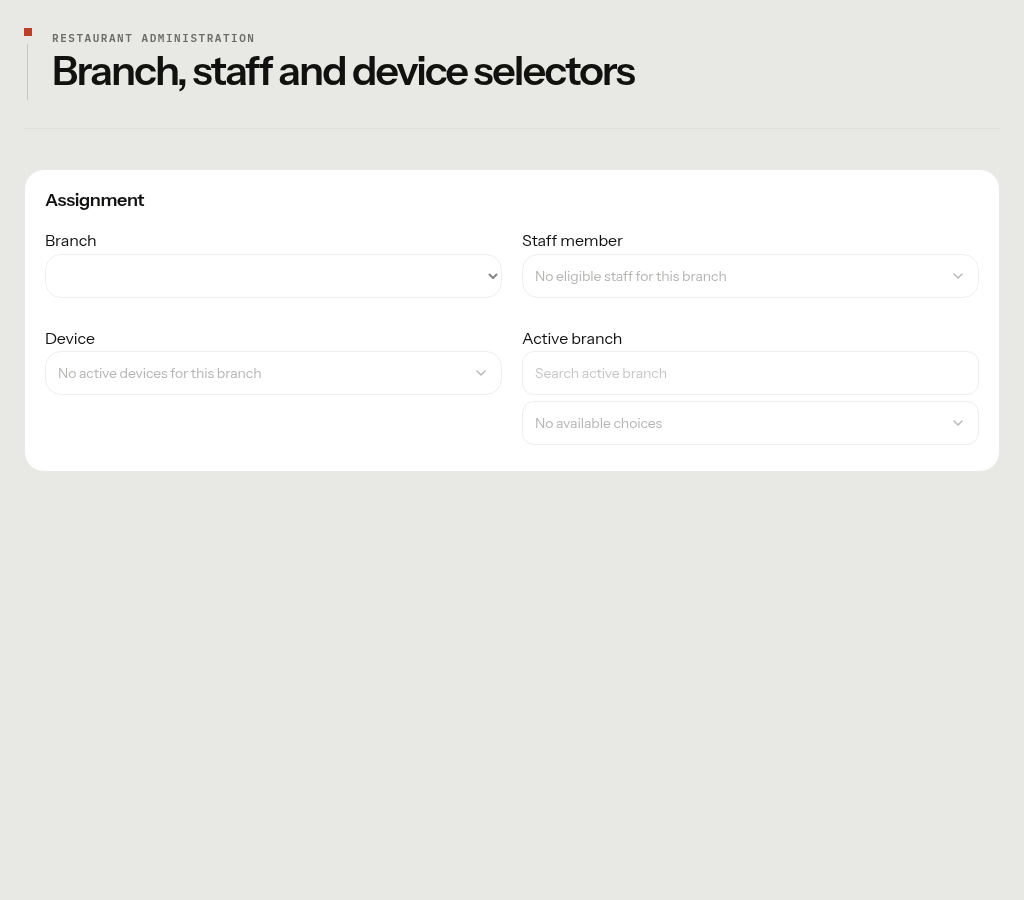 RESTAURANT ADMINISTRATION
Branch, staff and device selectors
Assignment
Branch
Staff member
No eligible staff for this branch
Device
No active devices for this branch
Active branch
Search active branch
No available choices